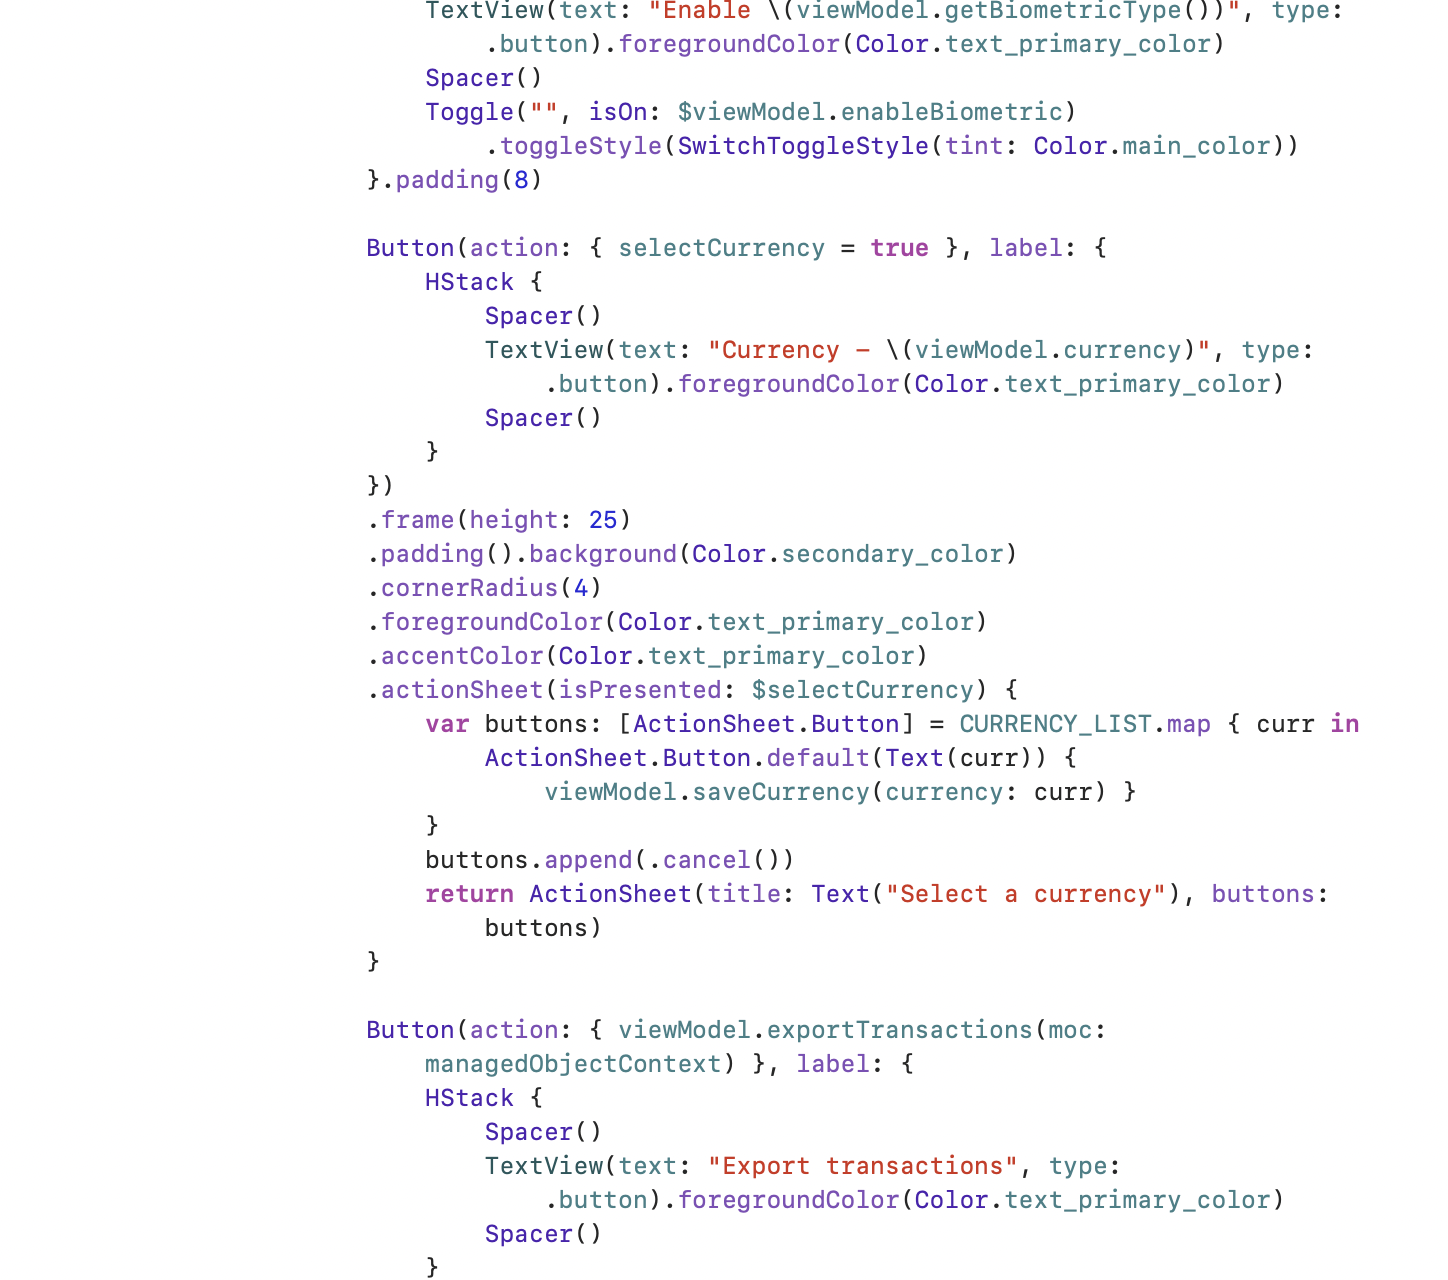 TextView(text: "Enable \(viewModel.getBiometricType())", type:
.button).foregroundColor(Color.text_primary_color)
Spacer()
Toggle("", isOn: $viewModel.enableBiometric)
.toggleStyle(SwitchToggleStyle(tint: Color.main_color))
}.padding(8)
Button(action: { selectCurrency = true }, label: {
HStack {
Spacer()
TextView(text: "Currency – \(viewModel.currency)", type:
.button).foregroundColor(Color.text_primary_color)
Spacer()
}
})
.frame(height: 25)
.padding().background(Color.secondary_color)
.cornerRadius(4)
.foregroundColor(Color.text_primary_color)
.accentColor(Color.text_primary_color)
.actionSheet(isPresented: $selectCurrency) {
var buttons: [ActionSheet.Button] = CURRENCY_LIST.map { curr in
ActionSheet.Button.default(Text(curr)) {
viewModel.saveCurrency(currency: curr) }
}
buttons.append(.cancel())
return ActionSheet(title: Text("Select a currency"), buttons:
buttons)
}
Button(action: { viewModel.exportTransactions(moc:
managedObjectContext) }, label: {
HStack {
Spacer()
TextView(text: "Export transactions", type:
.button).foregroundColor(Color.text_primary_color)
Spacer()
}